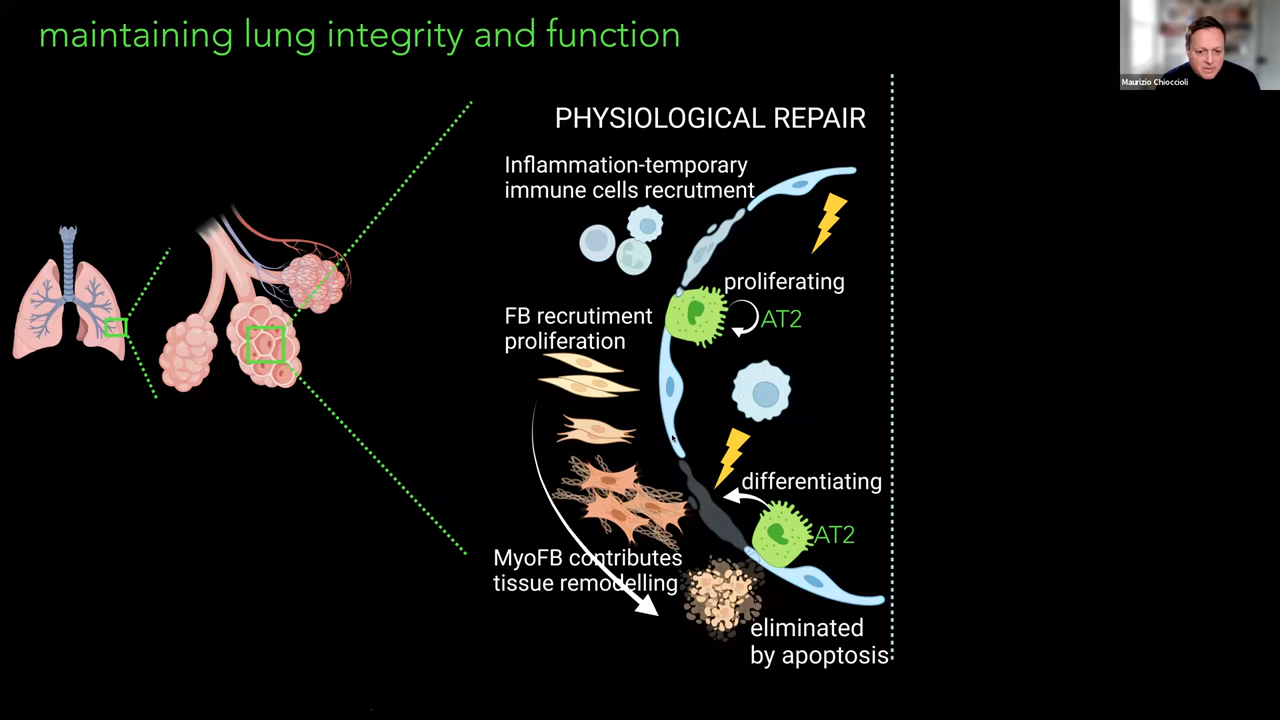 maintaining lung integrity and function
Maurizio Chioccioli
PHYSIOLOGICAL REPAIR
Inflammation-temporary
immune cells recrutment
proliferating
AT2
FB recrutiment
proliferation
differentiating
AT2
MyoFB contributes
tissue remodelling
eliminated
by apoptosis